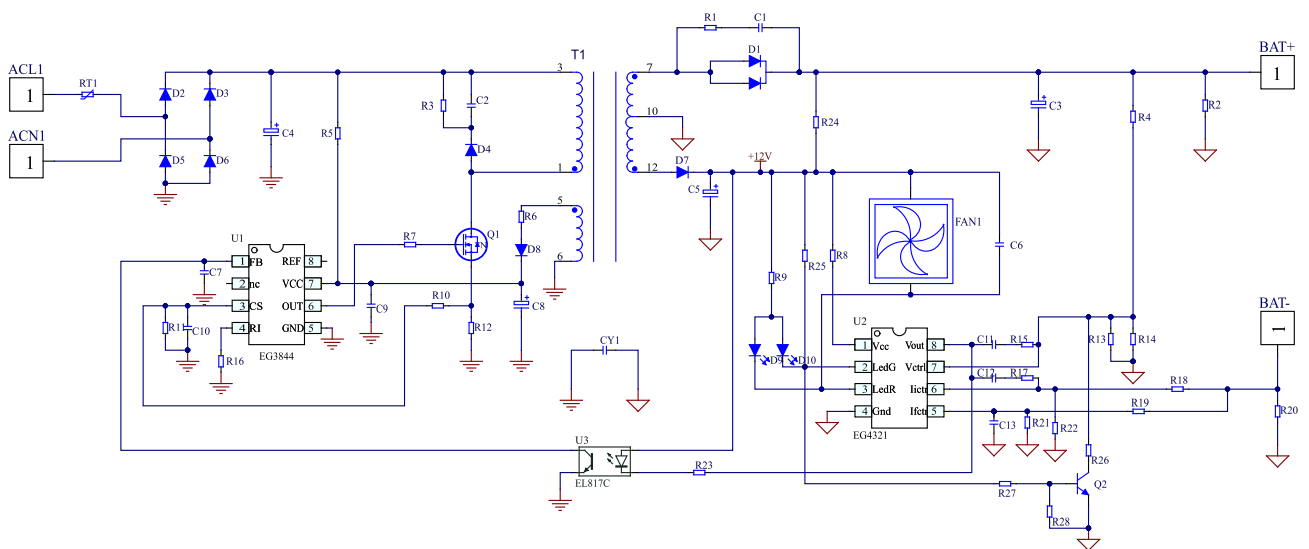 R1 C1
T1
D1
BAT+
ACL1
3
7
1
RT1
1
D2
D3
R3
C2
C3
R2
C4
R5
R4
ACN1
10
R24
1
D5
D6
D4
1
12
D7
+12V
C5
5
R6
FAN1
U1
R7
Q1
N
D8
6
R25
R8
C6
1 FB REF 8
C7
2 nc VCC 7
R9
3 CS OUT 6
R10
C8
BAT-
C9
R11
C10
4 RI GND 5
R12
U2
1
EG3844
CY1
1 Vcc Vout 8
C11
R15
R13
R14
R16
D9
D10
2 LedG Vctrl 7
C12
R17
3 LedR Iictr 6
R18
4 Gnd Ifctr 5
R19
R20
EG4321
C13
R21
R22
U3
R23
R26
EL817C
R27
Q2
R28